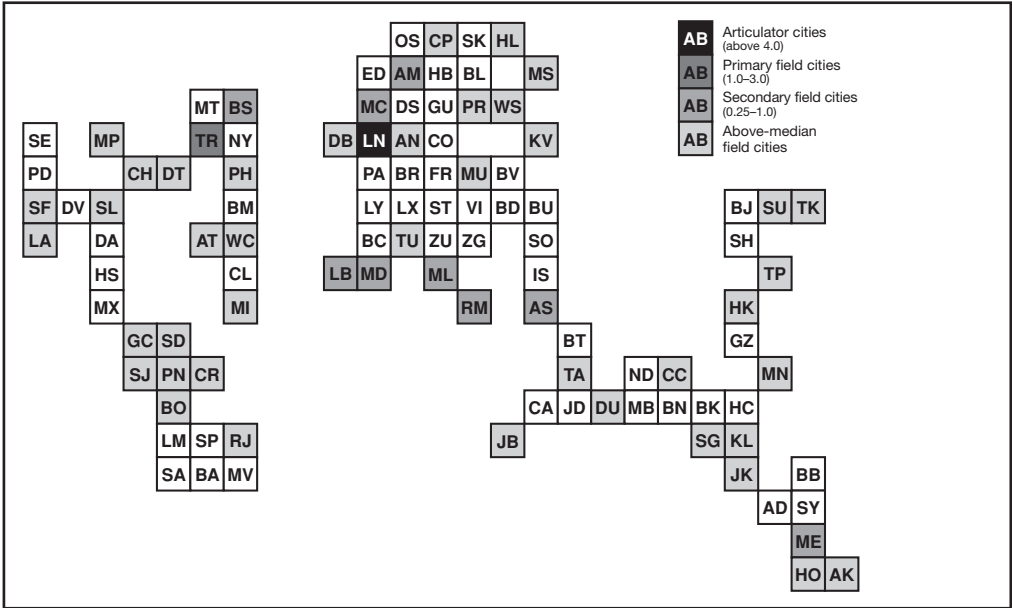 OS CP SK HL
AB Articulator cities
(above 4.0)
ED AM HB BL MS
AB Primary field cities
(1.0–3.0)
MT BS MC DS GU PR WS
AB Secondary field cities
(0.25–1.0)
SE MP TR NY DB LN AN CO KV
AB Above-median
field cities
PD CH DT PH PA BR FR MU BV
SF DV SL BM LY LX ST VI BD BU BJ SU TK
LA DA AT WC BC TU ZU ZG SO SH
HS CL LB MD ML IS TP
MX MI RM AS HK
GC SD BT GZ
SJ PN CR TA ND CC MN
BO CA JD DU MB BN BK HC
LM SP RJ JB SG KL
SA BA MV JK BB
AD SY
ME
HO AK